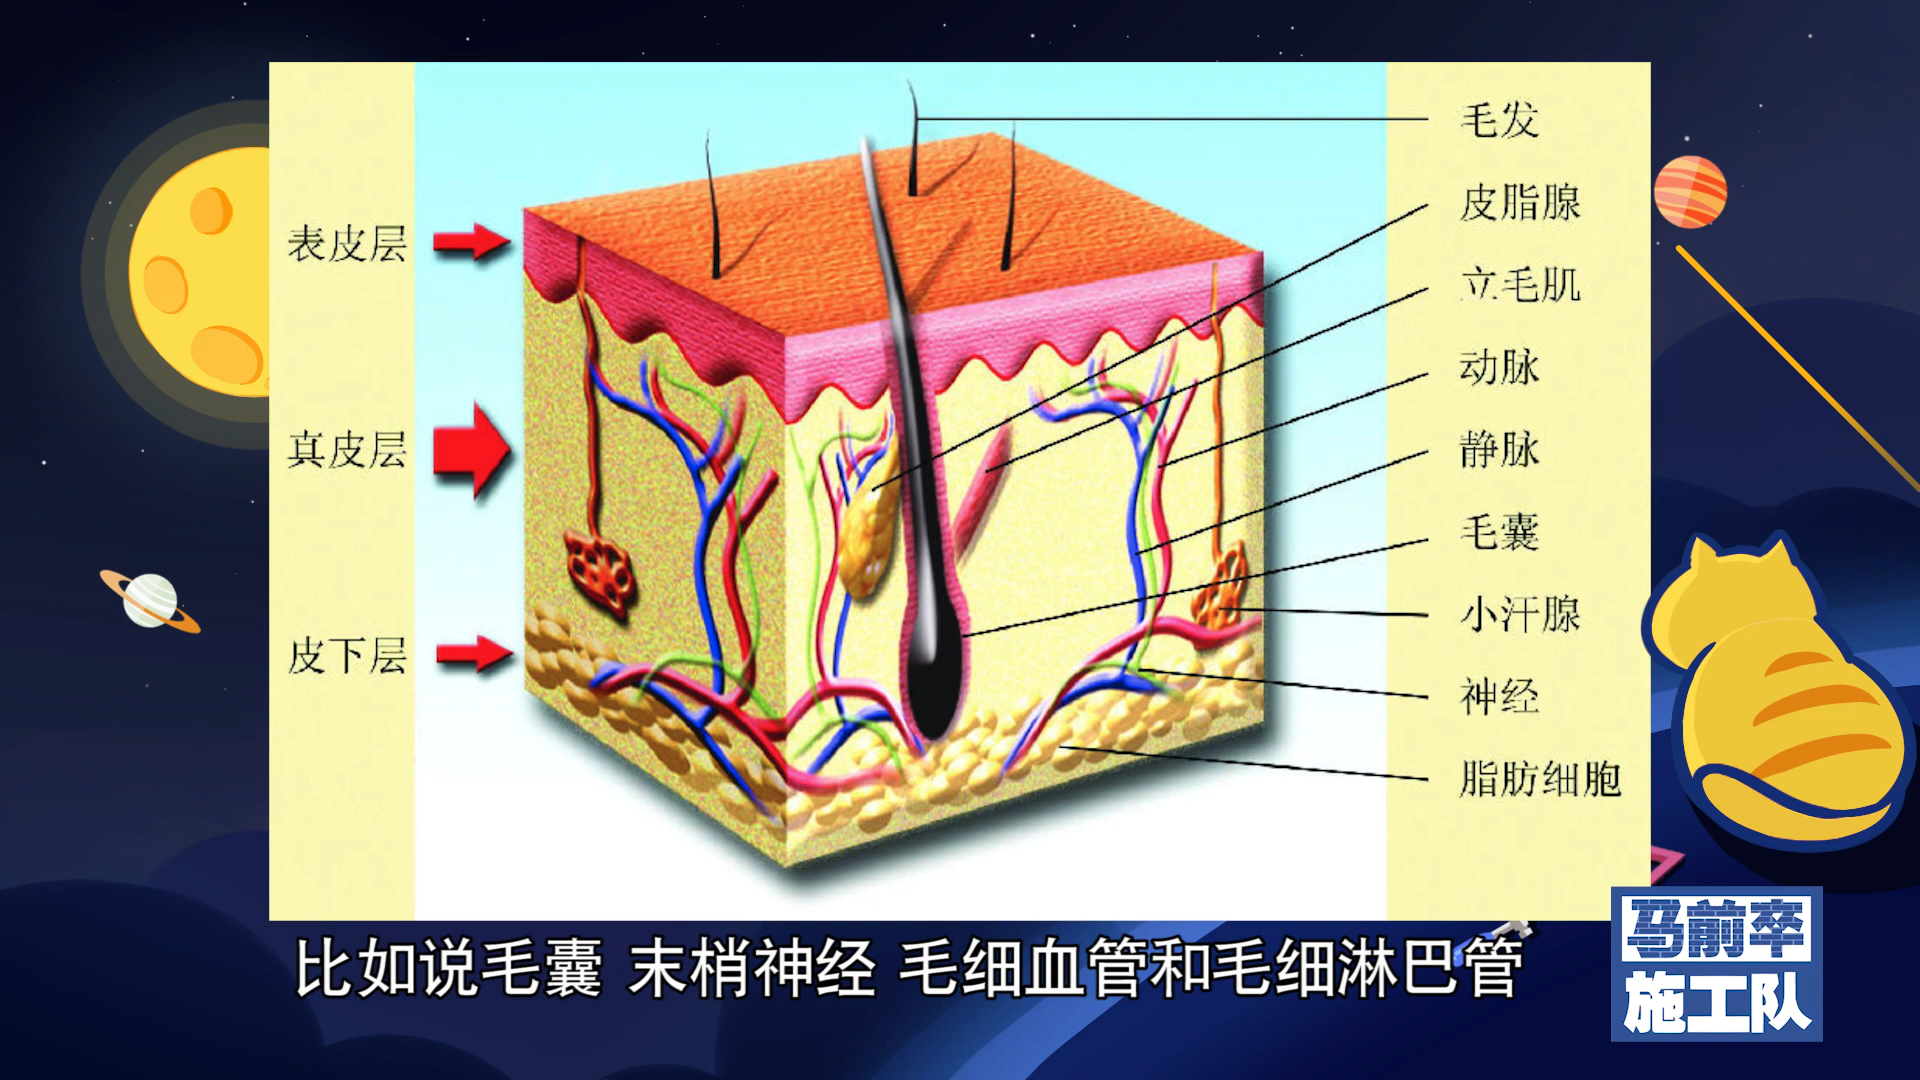 表皮层
真皮层
皮下层
毛发
皮脂腺
立毛肌
动脉
静脉
毛囊
小汗腺
神经
脂肪细胞
比如说毛囊 末梢神经 毛细血管和毛细淋巴管
马前卒
施工队